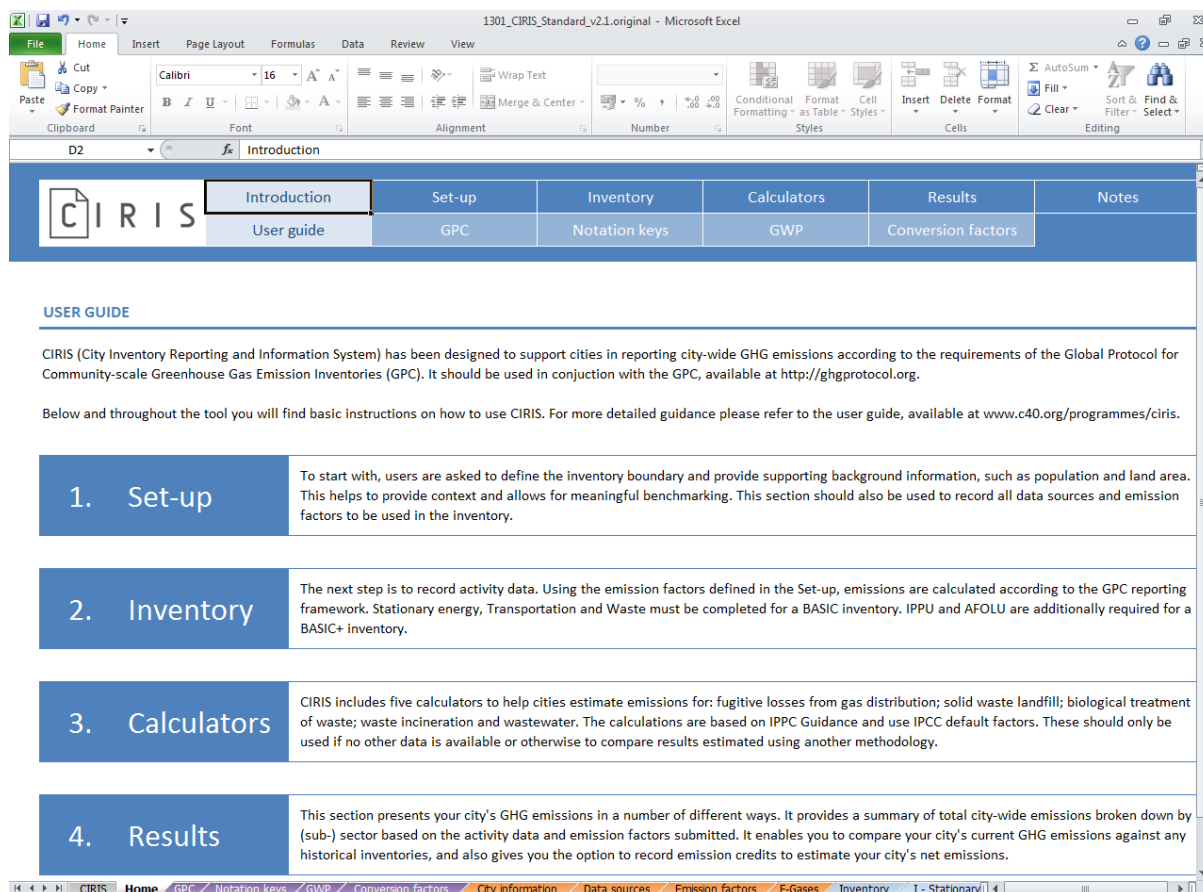 1301_CIRIS_Standard_v2.1.original - Microsoft Excel
File Home Insert Page Layout Formulas Data Review View
Paste
Cut
Copy
Format Painter
Clipboard
Calibri 16
B I U
Font
Wrap Text
Merge & Center
Alignment
% ,
Number
Conditional Formatting
Format as Table
Cell Styles
Styles
Insert Delete Format
Cells
Σ AutoSum
Fill
Clear
Sort & Filter
Find & Select
Editing
D2 fx Introduction
CIRIS
Introduction Set-up Inventory Calculators Results Notes
User guide GPC Notation keys GWP Conversion factors
USER GUIDE
CIRIS (City Inventory Reporting and Information System) has been designed to support cities in reporting city-wide GHG emissions according to the requirements of the Global Protocol for
Community-scale Greenhouse Gas Emission Inventories (GPC). It should be used in conjuction with the GPC, available at http://ghgprotocol.org.
Below and throughout the tool you will find basic instructions on how to use CIRIS. For more detailed guidance please refer to the user guide, available at www.c40.org/programmes/ciris.
1. Set-up
To start with, users are asked to define the inventory boundary and provide supporting background information, such as population and land area.
This helps to provide context and allows for meaningful benchmarking. This section should also be used to record all data sources and emission
factors to be used in the inventory.
2. Inventory
The next step is to record activity data. Using the emission factors defined in the Set-up, emissions are calculated according to the GPC reporting
framework. Stationary energy, Transportation and Waste must be completed for a BASIC inventory. IPPU and AFOLU are additionally required for a
BASIC+ inventory.
3. Calculators
CIRIS includes five calculators to help cities estimate emissions for: fugitive losses from gas distribution; solid waste landfill; biological treatment
of waste; waste incineration and wastewater. The calculations are based on IPPC Guidance and use IPCC default factors. These should only be
used if no other data is available or otherwise to compare results estimated using another methodology.
4. Results
This section presents your city's GHG emissions in a number of different ways. It provides a summary of total city-wide emissions broken down by
(sub-) sector based on the activity data and emission factors submitted. It enables you to compare your city's current GHG emissions against any
historical inventories, and also gives you the option to record emission credits to estimate your city's net emissions.
CIRIS Home GPC Notation keys GWP Conversion factors City information Data sources Emission factors F-Gases Inventory I - Stationary